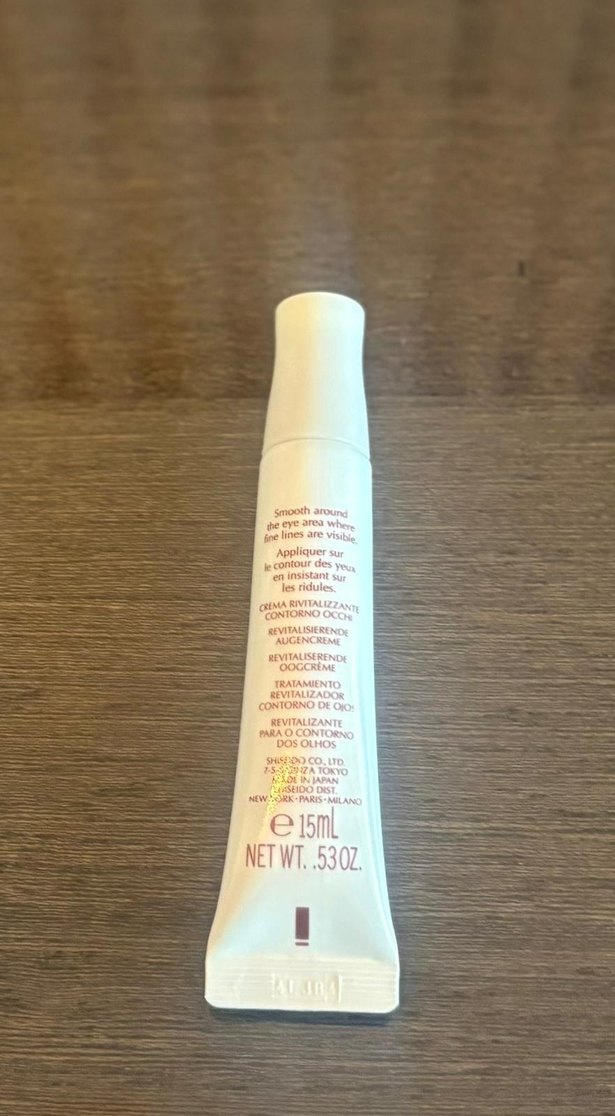 Smooth around
the eye area where
fine lines are visible.
Appliquer sur
le contour des yeux
en insistant sur
les ridules.
CREMA RIVITALIZZANTE
CONTORNO OCCHI
REVITALISIERENDE
AUGENCREME
REVITALISERENDE
OOGCRÈME
TRATAMIENTO
REVITALIZADOR
CONTORNO DE OJOS
REVITALIZANTE
PARA O CONTORNO
DOS OLHOS
SHISEIDO CO., LTD.
TOKYO
MADE IN JAPAN
SHISEIDO DIST.
NEW YORK • PARIS • MILANO
e 15mL
NET WT. .53 OZ.